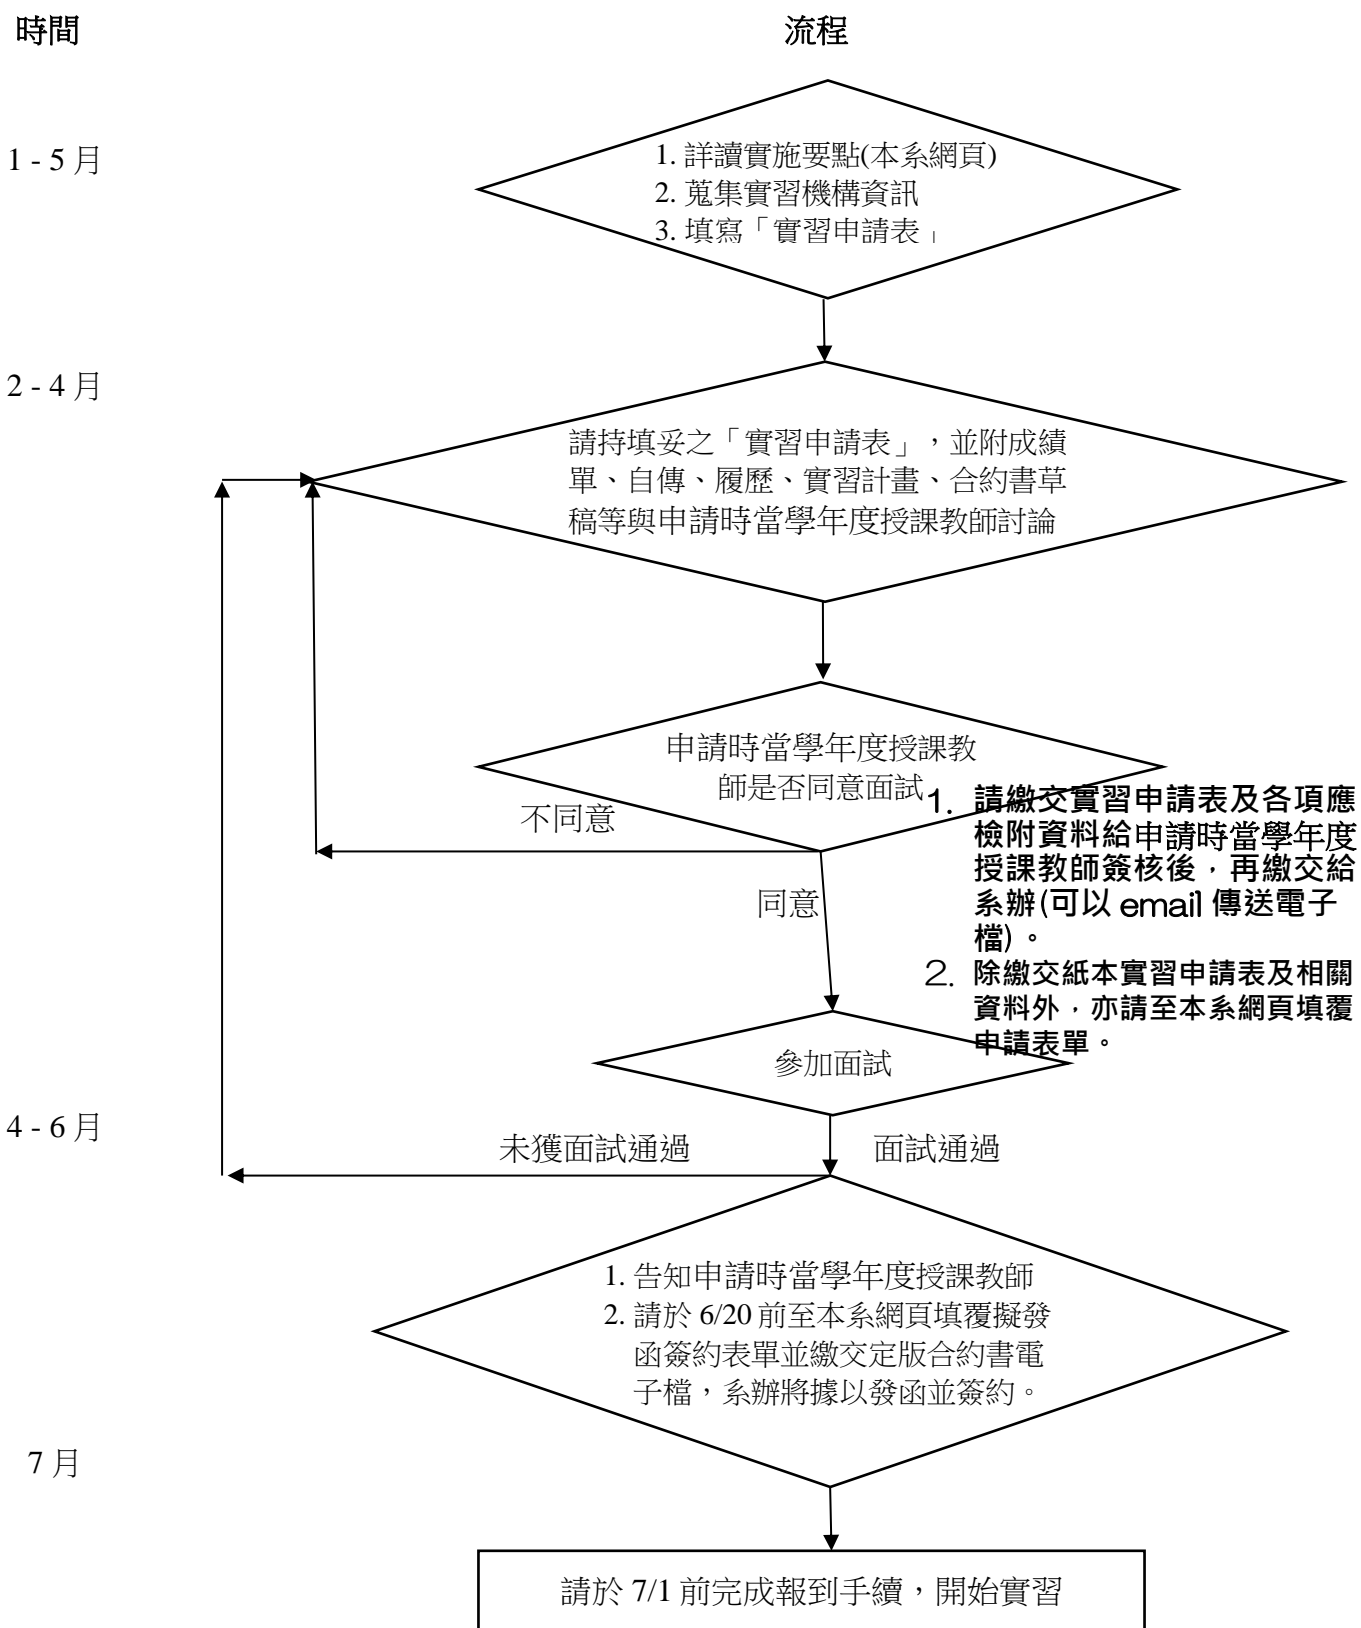 時間
流程
1 - 5 月
1. 詳讀實施要點(本系網頁)
2. 蒐集實習機構資訊
3. 填寫「實習申請表」
2 - 4 月
請持填妥之「實習申請表」，並附成績
單、自傳、履歷、實習計畫、合約書草
稿等與申請時當學年度授課教師討論
申請時當學年度授課教
師是否同意面試
不同意
同意
1. 請繳交實習申請表及各項應
檢附資料給申請時當學年度
授課教師簽核後，再繳交給
系辦(可以 email 傳送電子
檔)。
2. 除繳交紙本實習申請表及相關
資料外，亦請至本系網頁填覆
申請表單。
參加面試
4 - 6 月
未獲面試通過
面試通過
1. 告知申請時當學年度授課教師
2. 請於 6/20 前至本系網頁填覆擬發
函簽約表單並繳交定版合約書電
子檔，系辦將據以發函並簽約。
7 月
請於 7/1 前完成報到手續，開始實習